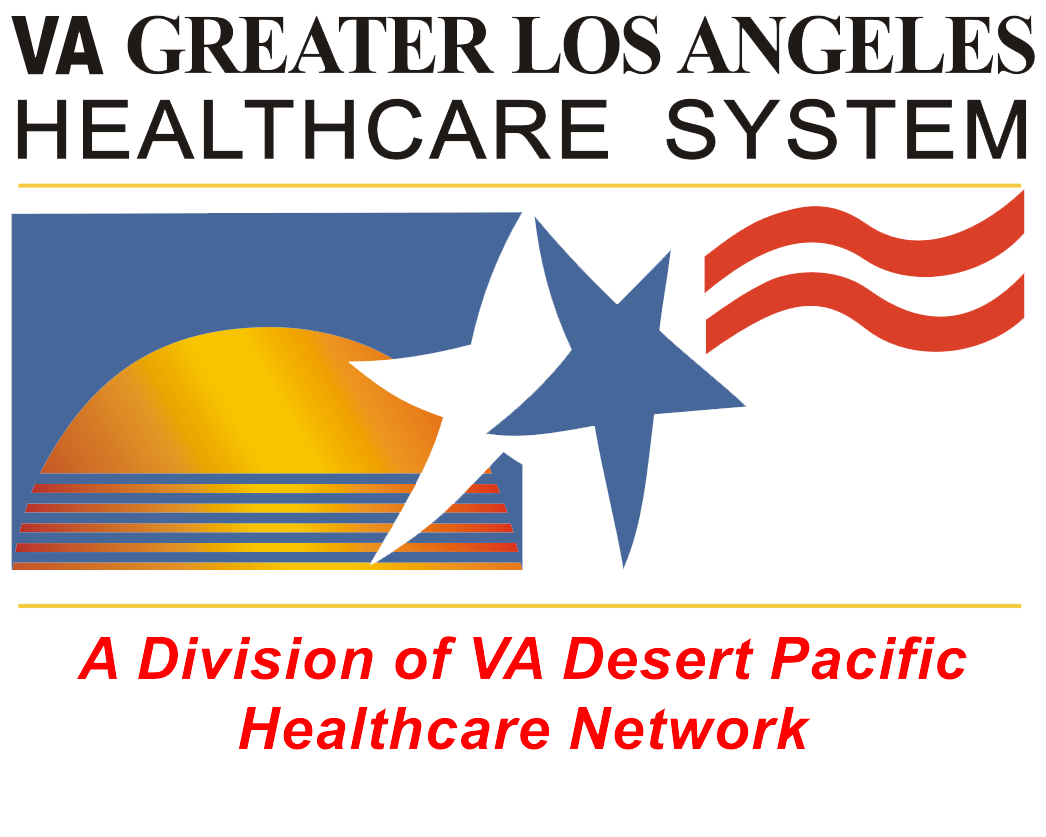 VA GREATER LOS ANGELES
HEALTHCARE SYSTEM
A Division of VA Desert Pacific
Healthcare Network